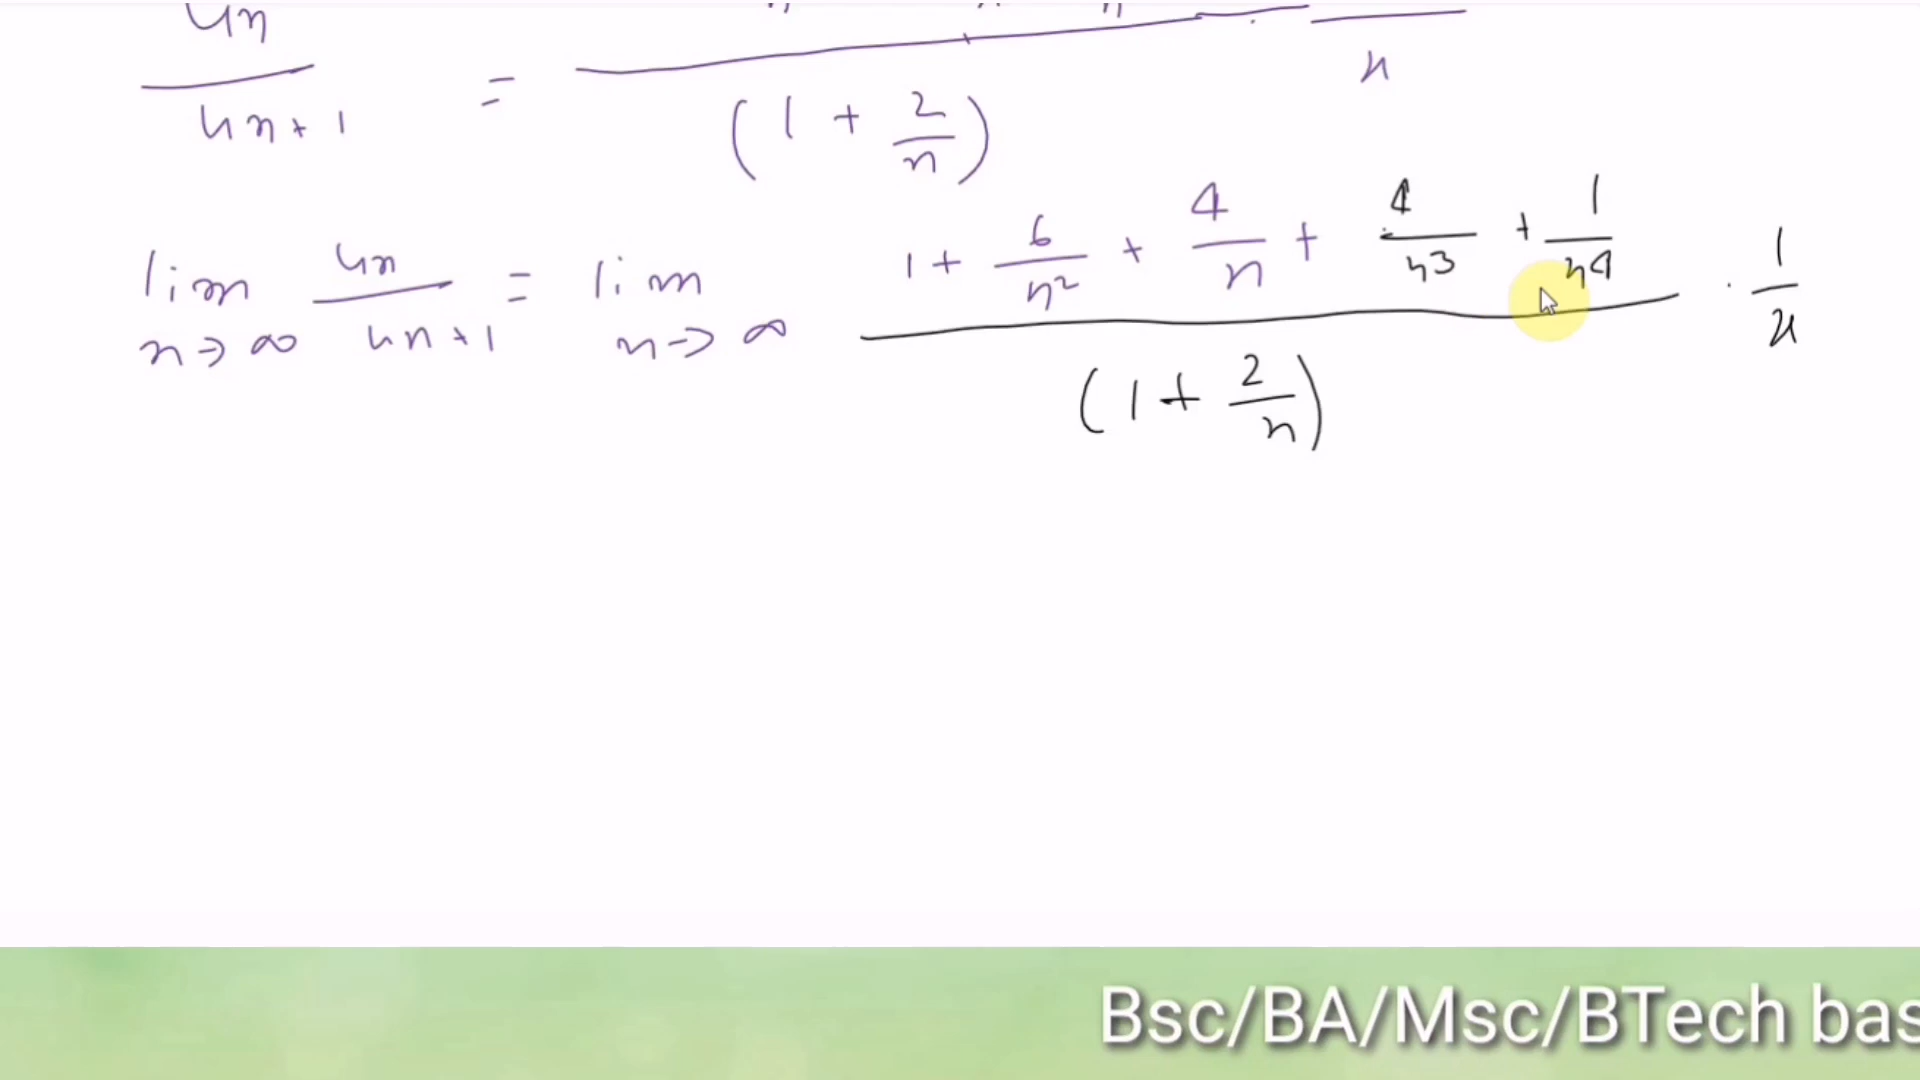 un
un+1 = (1 + 2/n) n
lim n→∞ un/un+1 = lim n→∞ (1 + 6/n² + 4/n + 4/n3 + 1/n4)/(1 + 2/n) · 1/x
Bsc/BA/Msc/BTech bas